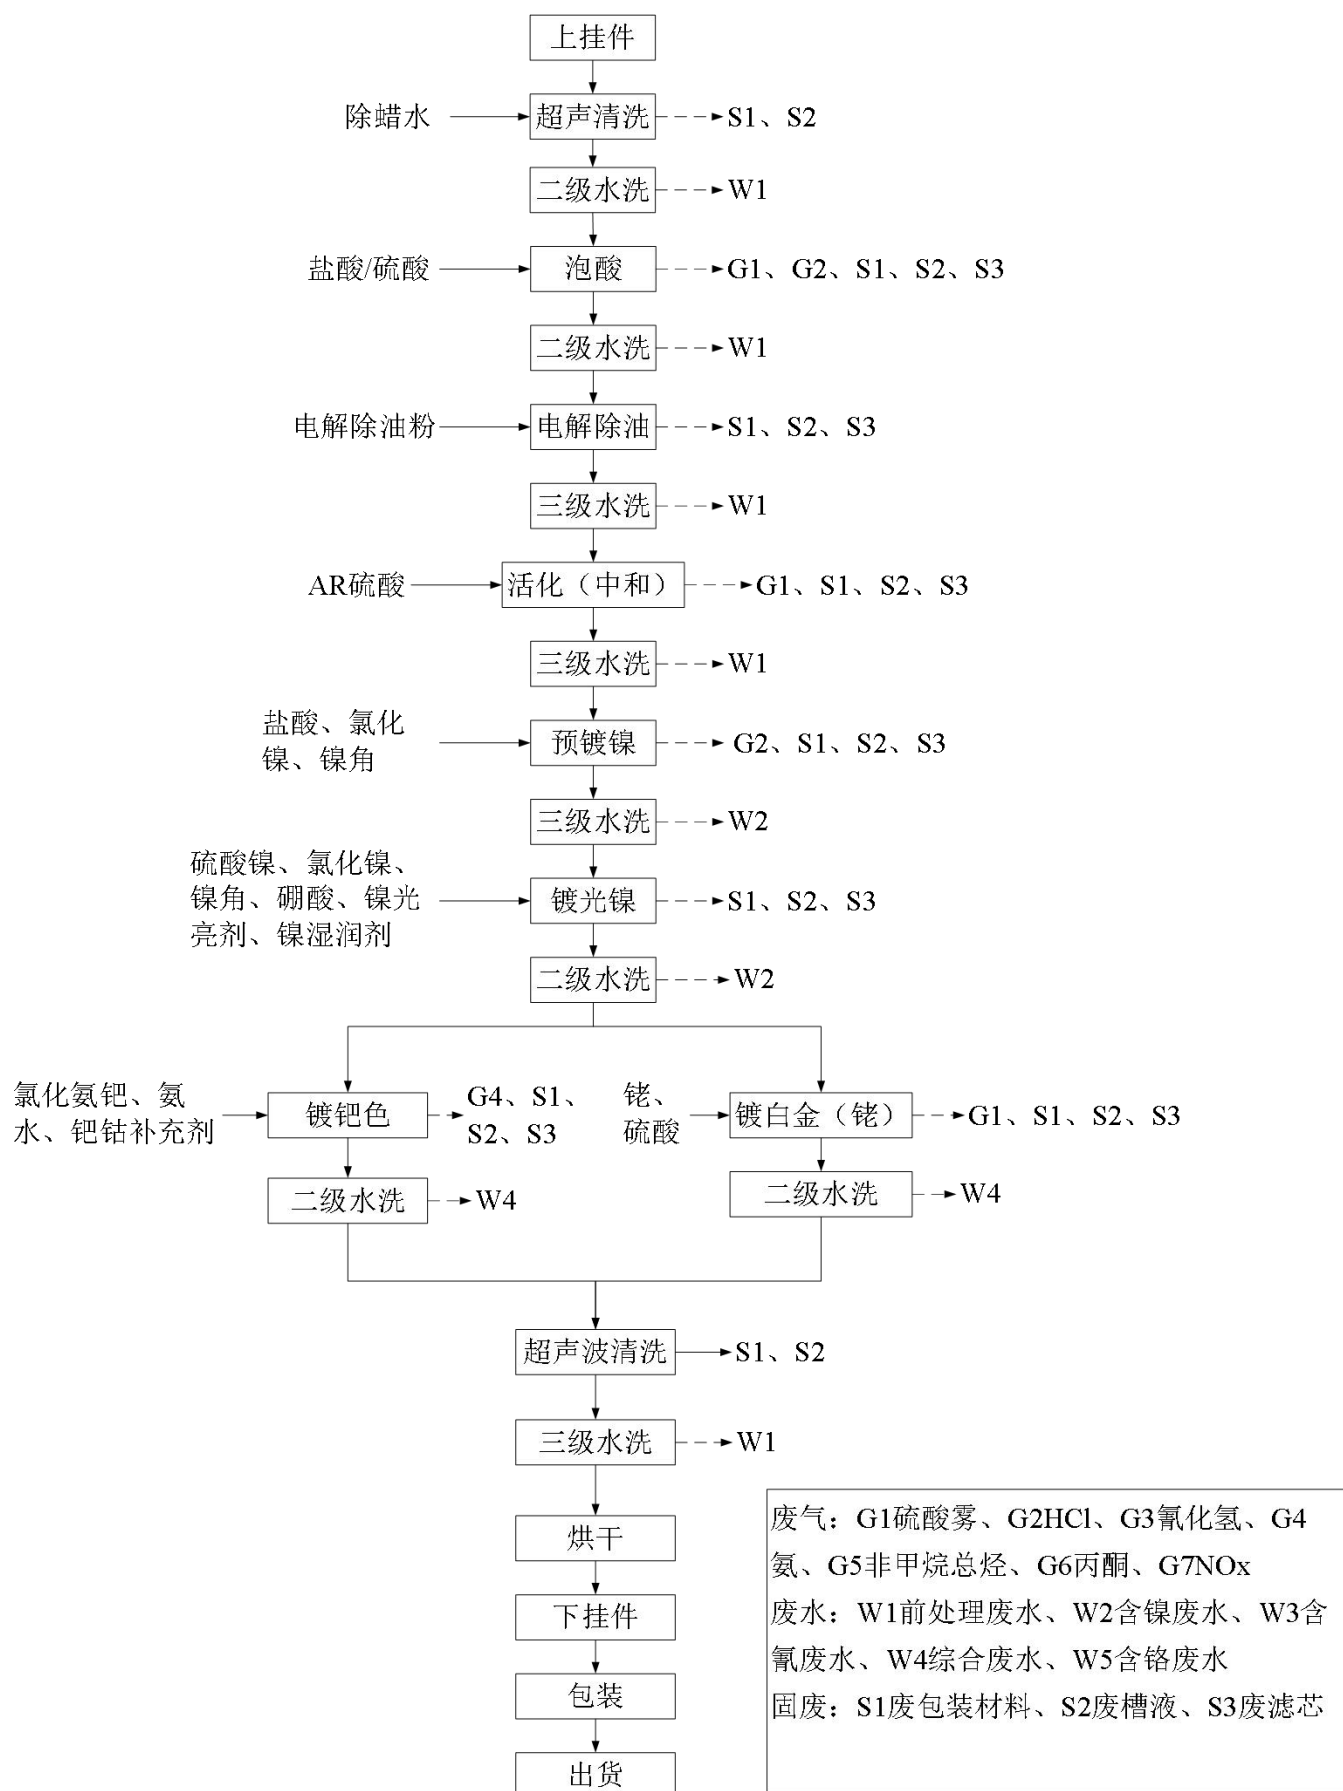 上挂件
除蜡水
超声清洗
S1、S2
二级水洗
W1
盐酸/硫酸
泡酸
G1、G2、S1、S2、S3
二级水洗
W1
电解除油粉
电解除油
S1、S2、S3
三级水洗
W1
AR硫酸
活化（中和）
G1、S1、S2、S3
三级水洗
W1
盐酸、氯化
镍、镍角
预镀镍
G2、S1、S2、S3
三级水洗
W2
硫酸镍、氯化镍、
镍角、硼酸、镍光
亮剂、镍湿润剂
镀光镍
S1、S2、S3
二级水洗
W2
氯化氨钯、氨
水、钯钴补充剂
镀钯色
G4、S1、
S2、S3
铑、
硫酸
镀白金（铑）
G1、S1、S2、S3
二级水洗
W4
二级水洗
W4
超声波清洗
S1、S2
三级水洗
W1
烘干
下挂件
包装
出货
废气：G1硫酸雾、G2HCl、G3氰化氢、G4
氨、G5非甲烷总烃、G6丙酮、G7NOx
废水：W1前处理废水、W2含镍废水、W3含
氰废水、W4综合废水、W5含铬废水
固废：S1废包装材料、S2废槽液、S3废滤芯